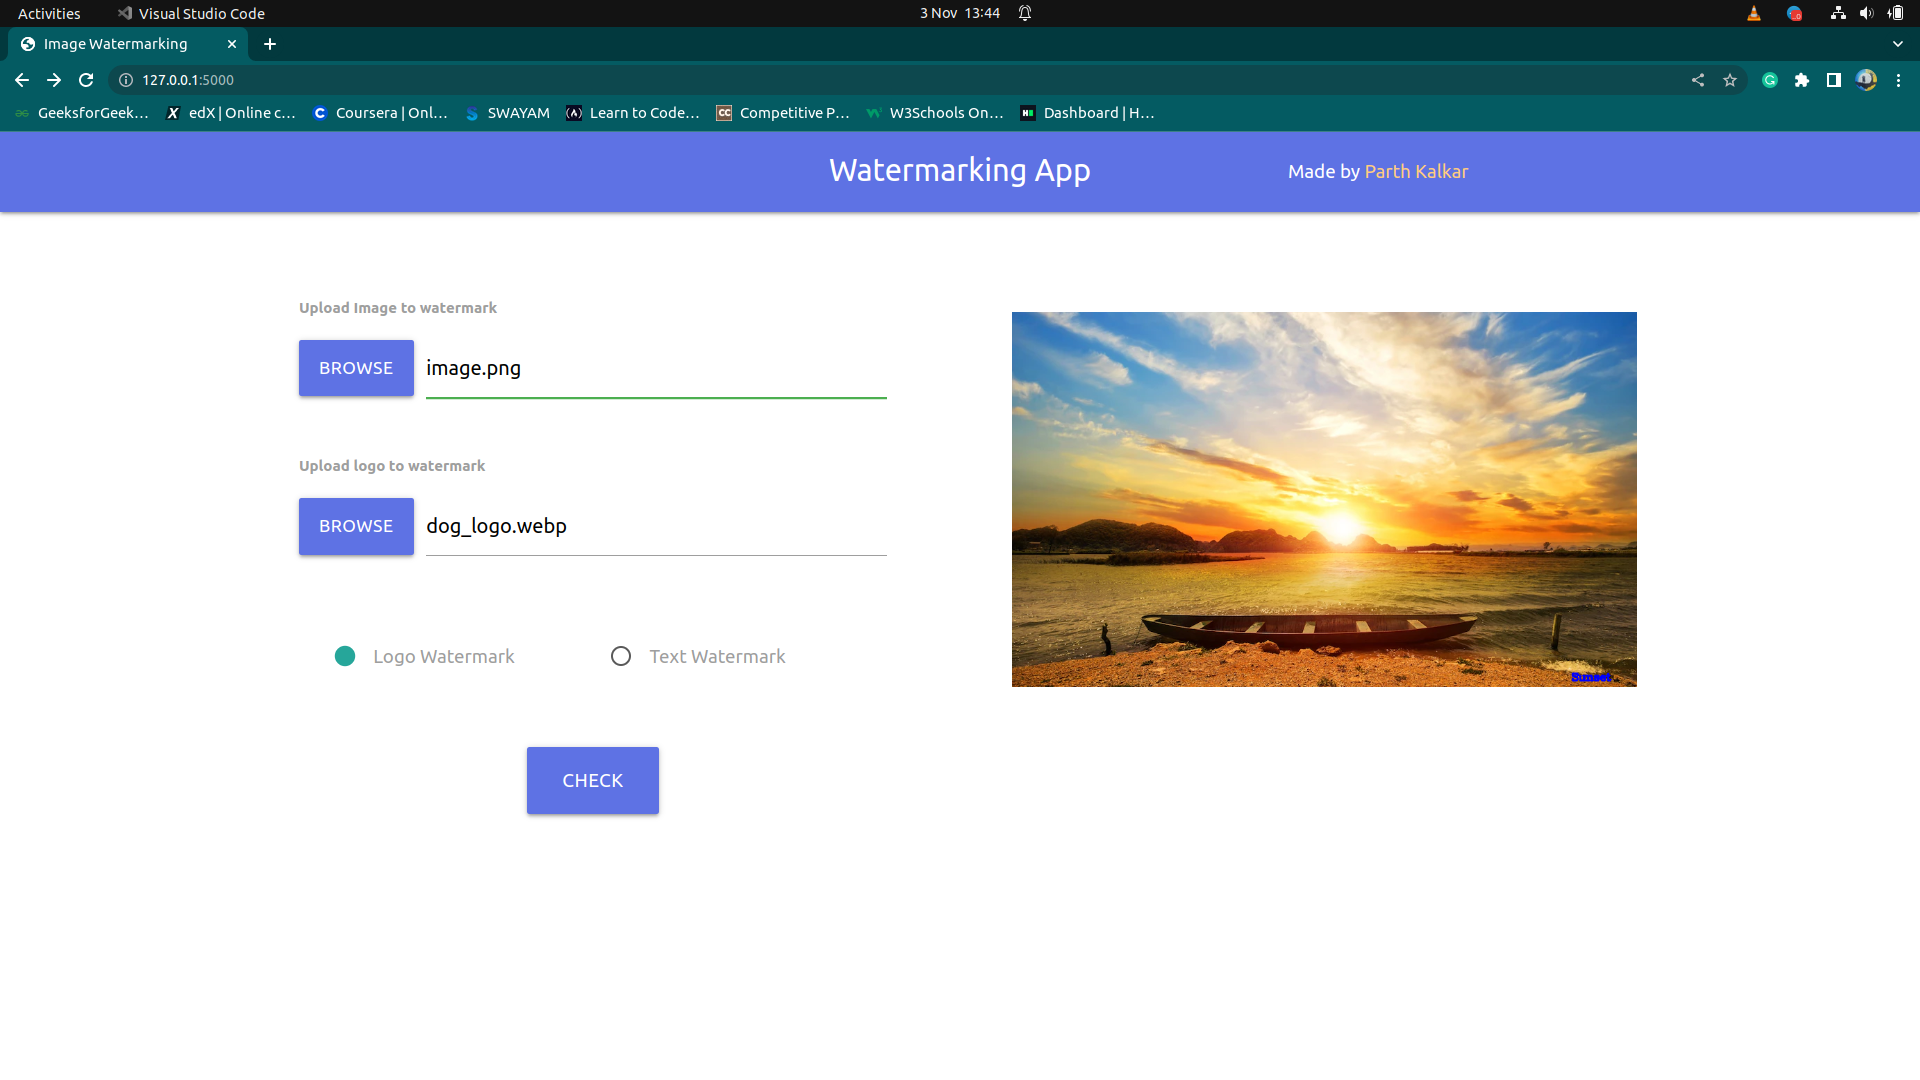 Activities
Visual Studio Code
3 Nov 13:44
Image Watermarking
127.0.0.1:5000
GeeksforGeek...
edX | Online c...
Coursera | Onl...
SWAYAM
Learn to Code...
Competitive P...
W3Schools On...
Dashboard | H...
Watermarking App
Made by Parth Kalkar
Upload Image to watermark
BROWSE
image.png
Upload logo to watermark
BROWSE
dog_logo.webp
Logo Watermark
Text Watermark
Sunset
CHECK